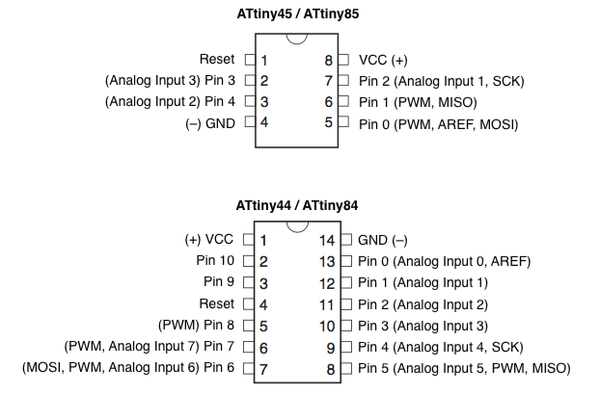 ATtiny45 / ATtiny85
Reset 1 8 VCC (+)
(Analog Input 3) Pin 3 2 7 Pin 2 (Analog Input 1, SCK)
(Analog Input 2) Pin 4 3 6 Pin 1 (PWM, MISO)
(–) GND 4 5 Pin 0 (PWM, AREF, MOSI)
ATtiny44 / ATtiny84
(+) VCC 1 14 GND (–)
Pin 10 2 13 Pin 0 (Analog Input 0, AREF)
Pin 9 3 12 Pin 1 (Analog Input 1)
Reset 4 11 Pin 2 (Analog Input 2)
(PWM) Pin 8 5 10 Pin 3 (Analog Input 3)
(PWM, Analog Input 7) Pin 7 6 9 Pin 4 (Analog Input 4, SCK)
(MOSI, PWM, Analog Input 6) Pin 6 7 8 Pin 5 (Analog Input 5, PWM, MISO)